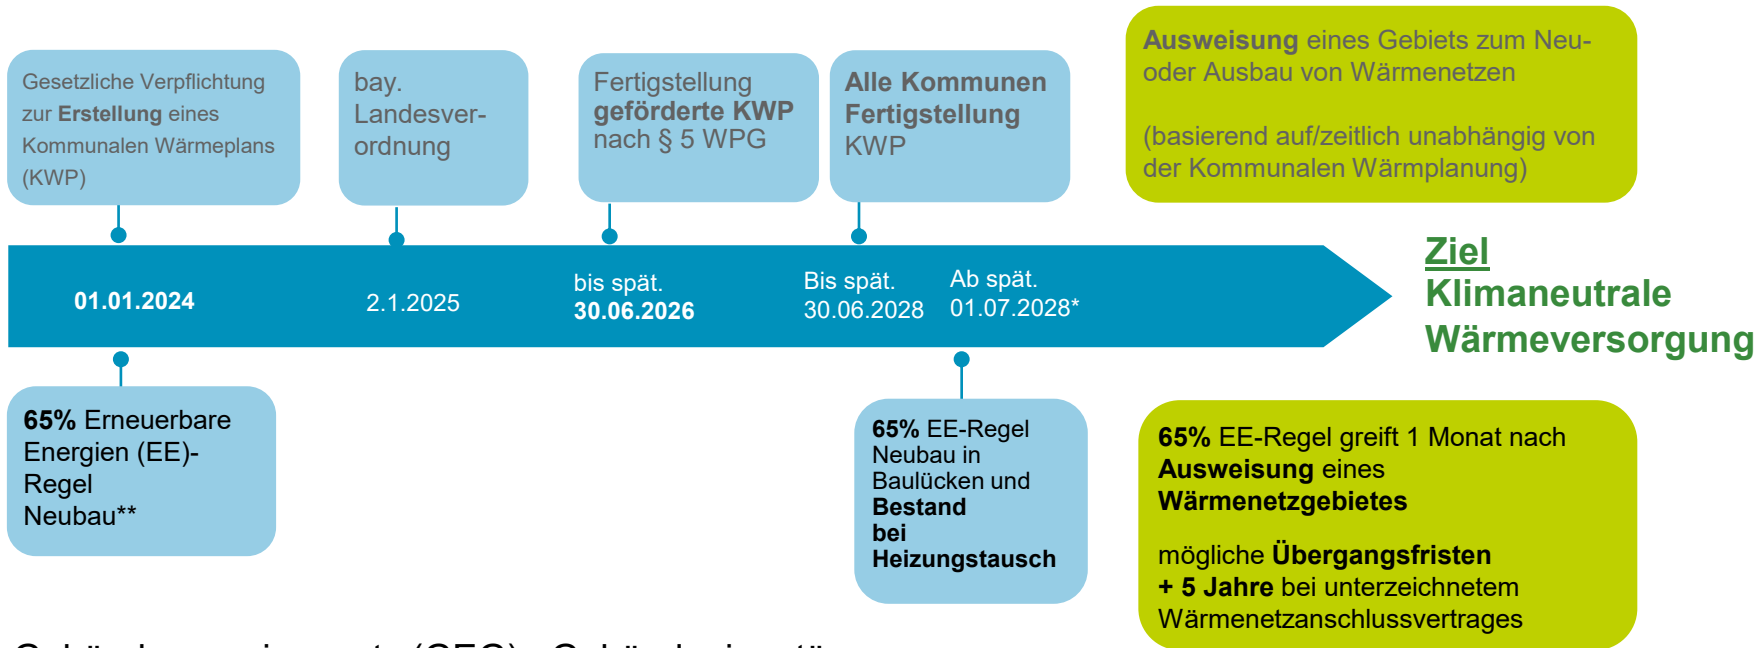 Gesetzliche Verpflichtung
zur Erstellung eines
Kommunalen Wärmeplans
(KWP)
bay.
Landesver-
ordnung
Fertigstellung
geförderte KWP
nach § 5 WPG
Alle Kommunen
Fertigstellung
KWP
Ausweisung eines Gebiets zum Neu-
oder Ausbau von Wärmenetzen
(basierend auf/zeitlich unabhängig von
der Kommunalen Wärmplanung)
01.01.2024
2.1.2025
bis spät.
30.06.2026
Bis spät.
30.06.2028
Ab spät.
01.07.2028*
Ziel
Klimaneutrale
Wärmeversorgung
65% Erneuerbare
Energien (EE)-
Regel
Neubau**
65% EE-Regel
Neubau in
Baulücken und
Bestand
bei
Heizungstausch
65% EE-Regel greift 1 Monat nach
Ausweisung eines
Wärmenetzgebietes
mögliche Übergangsfristen
+ 5 Jahre bei unterzeichnetem
Wärmenetzanschlussvertrages